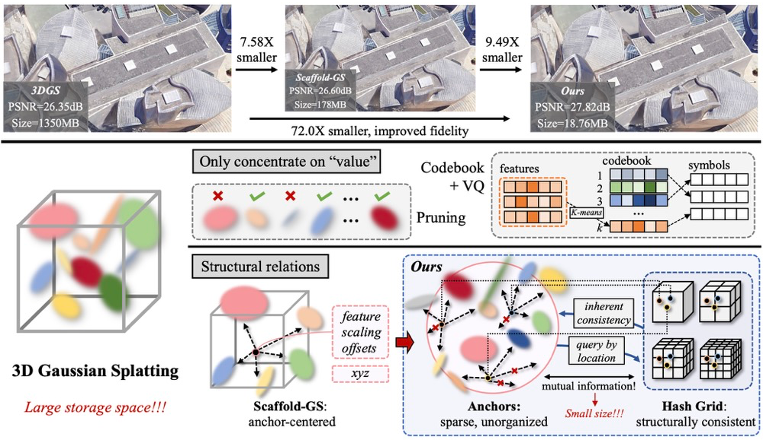 3DGS
PSNR=26.35dB
Size=1350MB
7.58X
smaller
Scaffold-GS
PSNR=26.60dB
Size=178MB
9.49X
smaller
Ours
PSNR=27.82dB
Size=18.76MB
72.0X smaller, improved fidelity
3D Gaussian Splatting
Large storage space!!!
Only concentrate on “value”
Pruning
Codebook
+ VQ
features
K-means
codebook
1
2
3
...
k
symbols
Structural relations
feature
scaling
offsets
xyz
Scaffold-GS:
anchor-centered
Ours
inherent
consistency
query by
location
mutual information!
Small size!!!
Anchors:
sparse, unorganized
Hash Grid:
structurally consistent